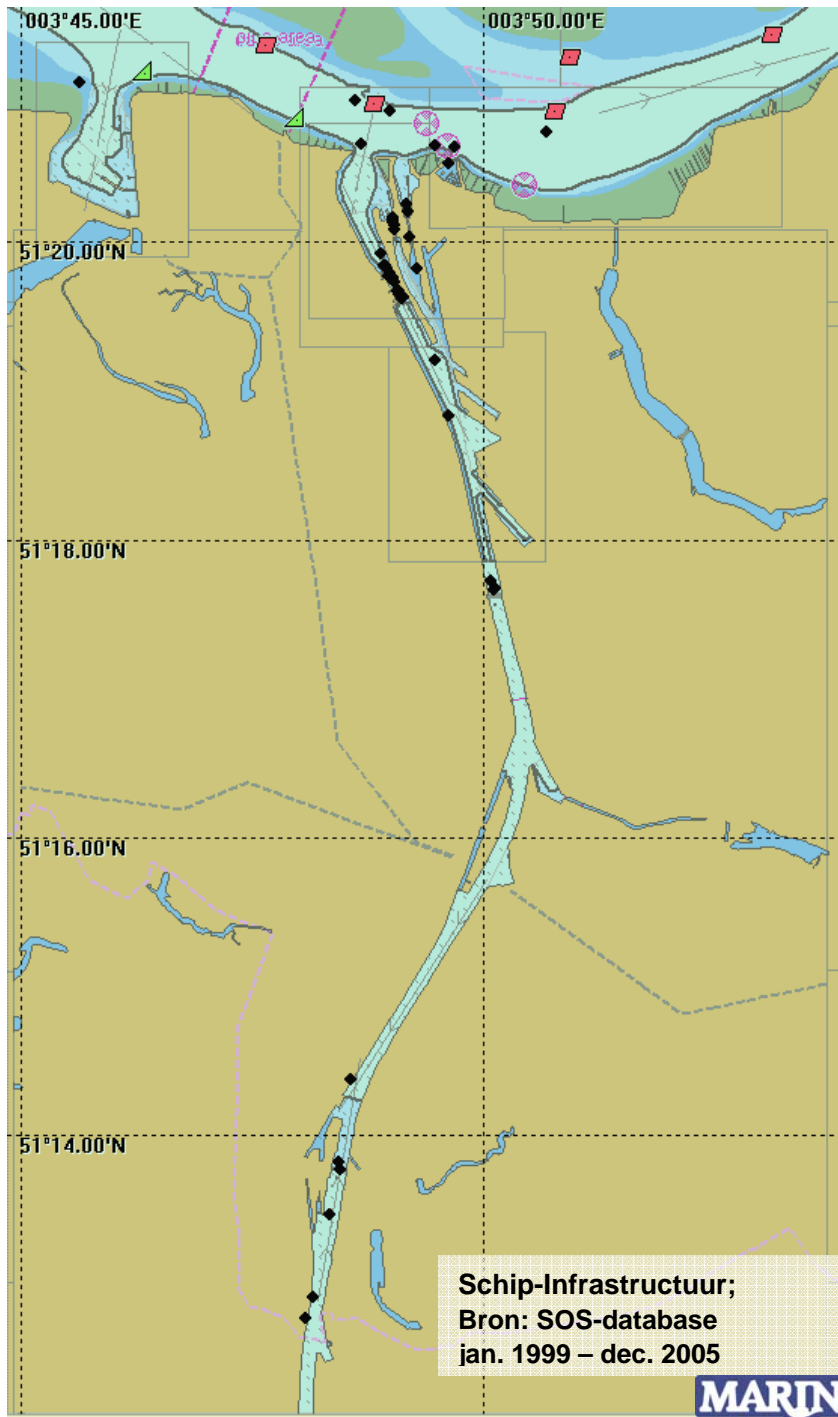 003°45.00'E
003°50.00'E
51°20.00'N
51°18.00'N
51°16.00'N
51°14.00'N
Schip-Infrastructuur;
Bron: SOS-database
jan. 1999 – dec. 2005
MARIN